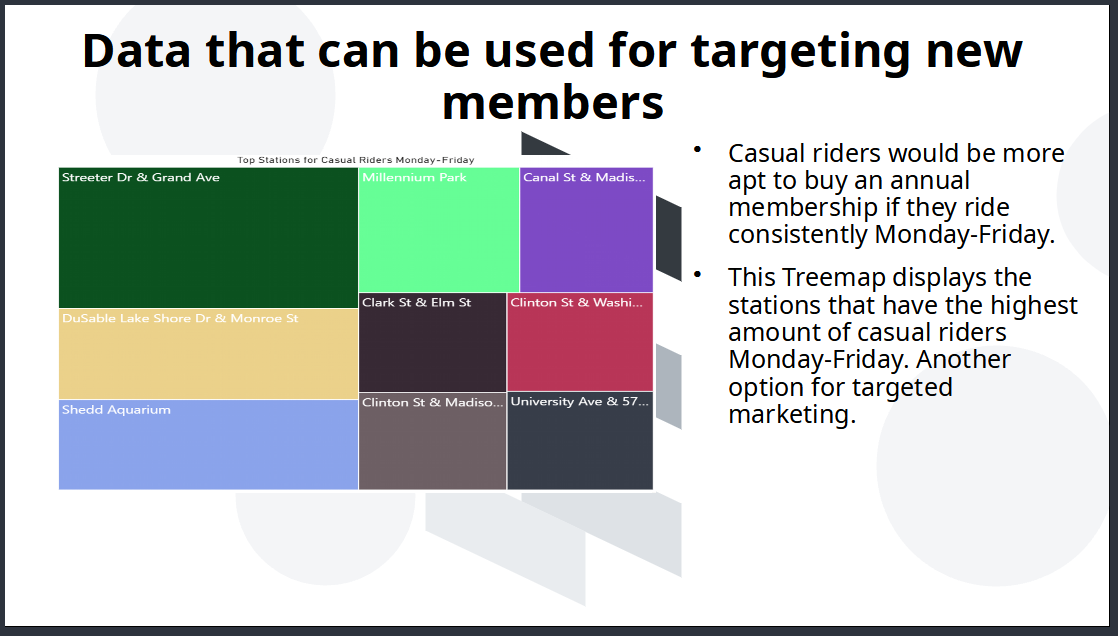 Data that can be used for targeting new
members
Top Stations for Casual Riders Monday-Friday
Streeter Dr & Grand Ave
Millennium Park
Canal St & Madis...
DuSable Lake Shore Dr & Monroe St
Clark St & Elm St
Clinton St & Washi...
Shedd Aquarium
Clinton St & Madiso...
University Ave & 57...
• Casual riders would be more
apt to buy an annual
membership if they ride
consistently Monday-Friday.
• This Treemap displays the
stations that have the highest
amount of casual riders
Monday-Friday. Another
option for targeted
marketing.